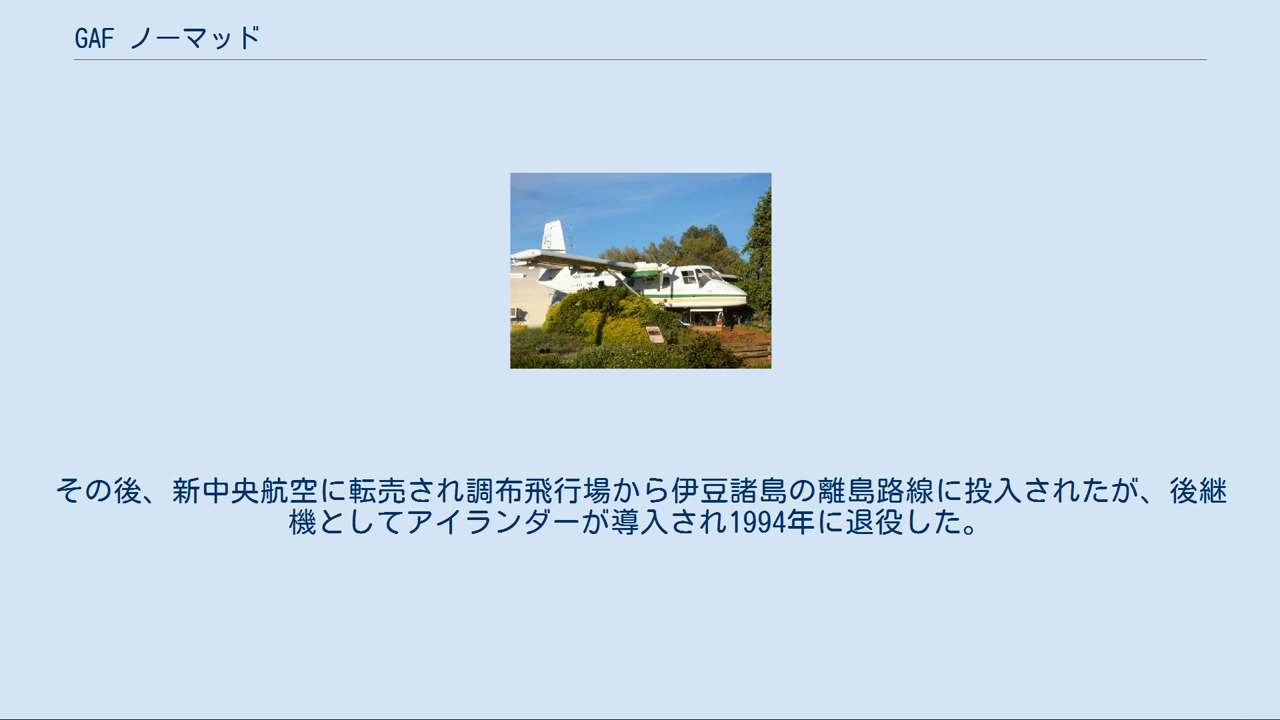 GAF ノーマッド
その後、新中央航空に転売され調布飛行場から伊豆諸島の離島路線に投入されたが、後継
機としてアイランダーが導入され1994年に退役した。